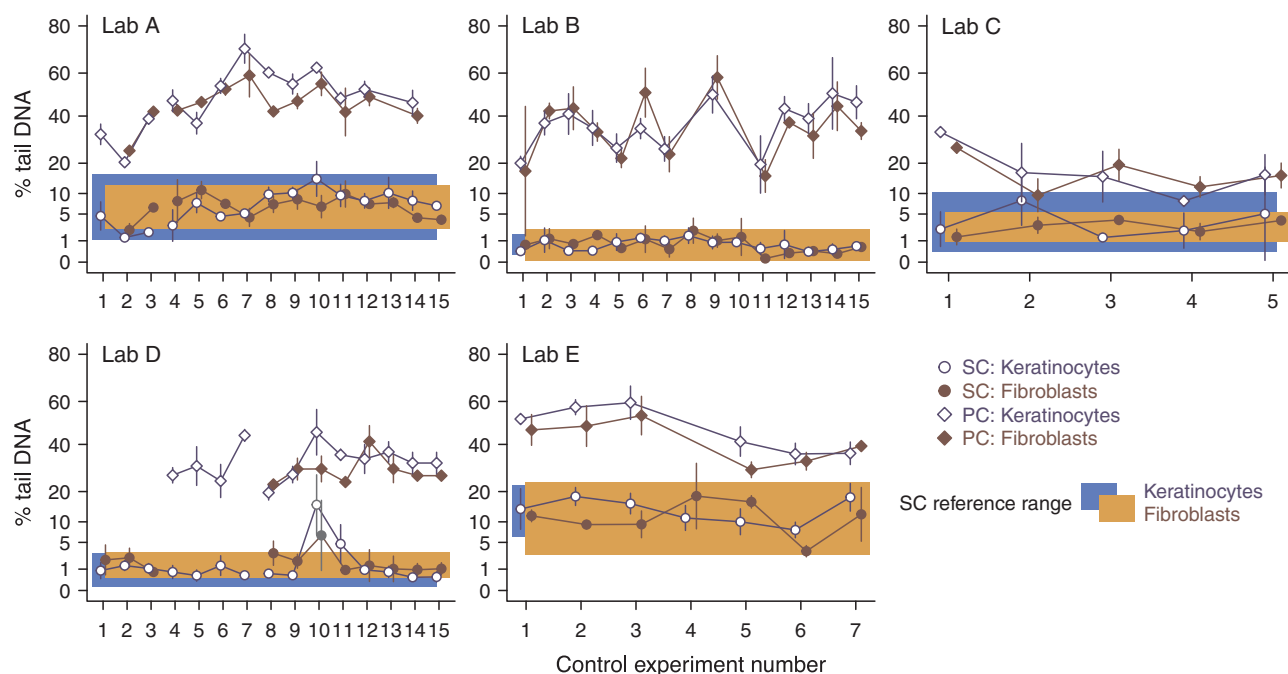 Lab A
% tail DNA
80
60
40
20
10
5
1
0
1 2 3 4 5 6 7 8 9 10 11 12 13 14 15
Lab B
80
60
40
20
10
5
1
0
1 2 3 4 5 6 7 8 9 10 11 12 13 14 15
Lab C
80
60
40
20
10
5
1
0
1 2 3 4 5
Lab D
% tail DNA
80
60
40
20
10
5
1
0
1 2 3 4 5 6 7 8 9 10 11 12 13 14 15
Lab E
80
60
40
20
10
5
1
0
1 2 3 4 5 6 7
Control experiment number
SC: Keratinocytes
SC: Fibroblasts
PC: Keratinocytes
PC: Fibroblasts
SC reference range
Keratinocytes
Fibroblasts